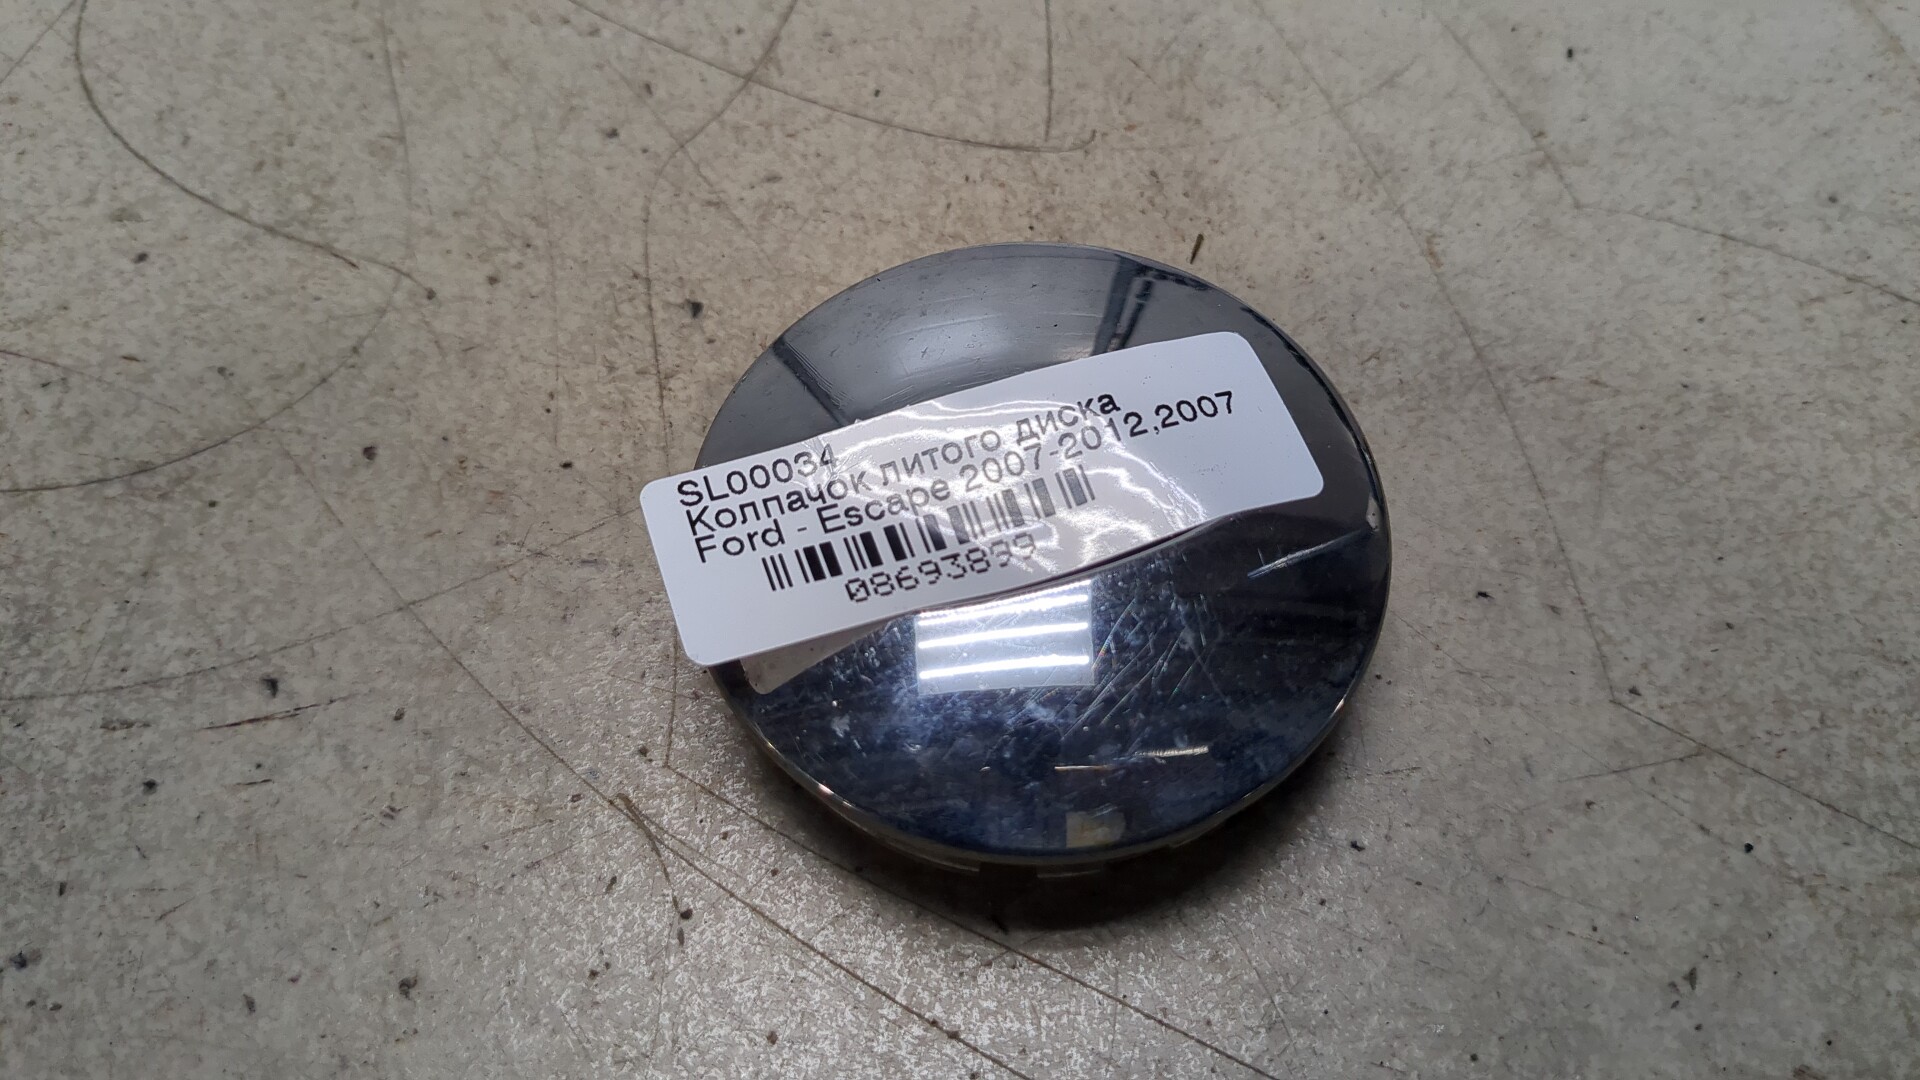 SL00034
Колпачок литого диска
Ford - Escape 2007-2012,2007
08693899